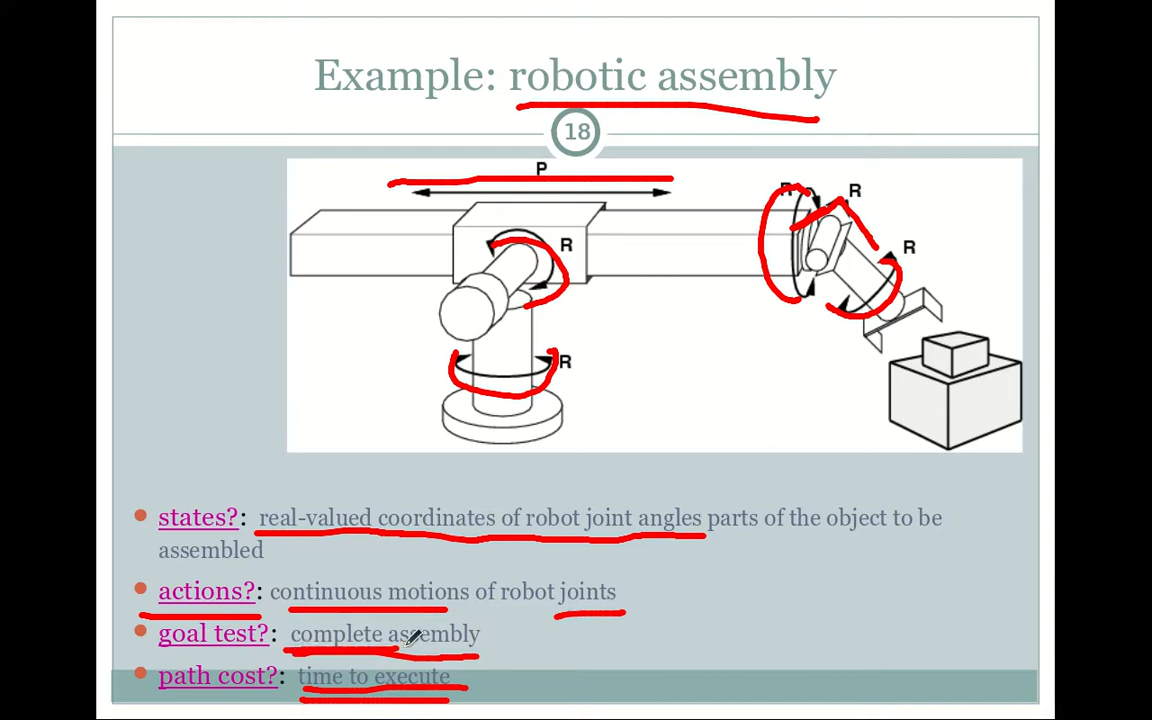 Example: robotic assembly
18
P
R
R
R
R
R
states?: real-valued coordinates of robot joint angles parts of the object to be
assembled
actions?: continuous motions of robot joints
goal test?: complete assembly
path cost?: time to execute